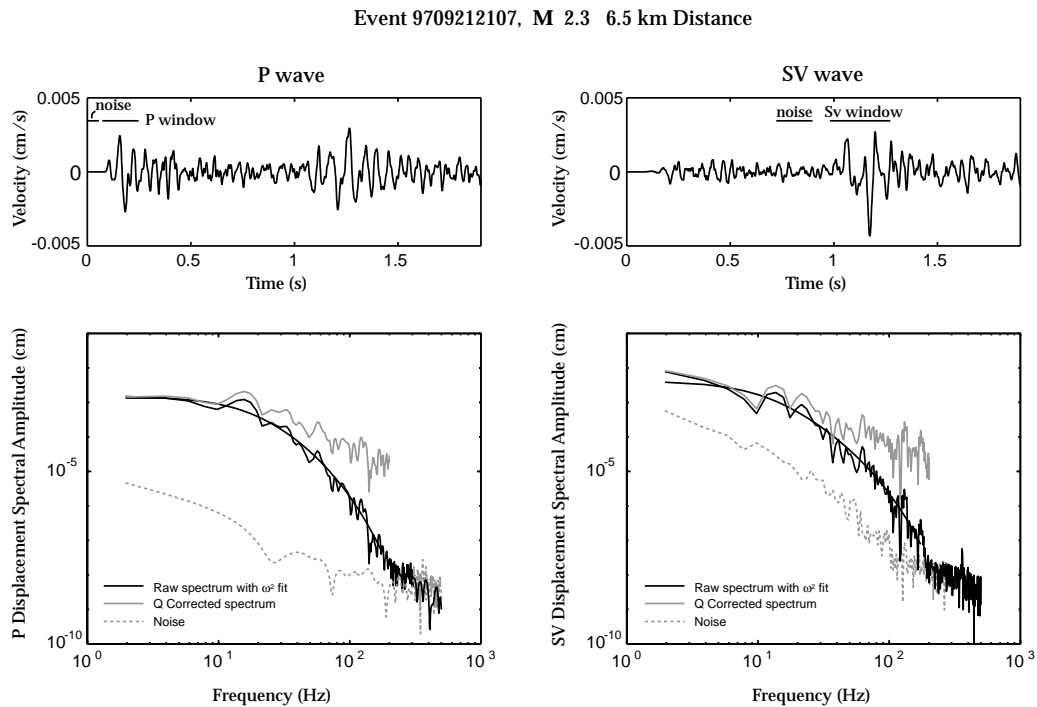 Event 9709212107, M 2.3 6.5 km Distance
P wave
SV wave
0.005
0
-0.005
Velocity (cm/s)
noise
P window
0
0.5
1
1.5
Time (s)
0.005
0
-0.005
Velocity (cm/s)
noise
Sv window
0
0.5
1
1.5
Time (s)
P Displacement Spectral Amplitude (cm)
10^-5
10^-10
Raw spectrum with ω² fit
Q Corrected spectrum
Noise
10^0
10^1
10^2
10^3
Frequency (Hz)
SV Displacement Spectral Amplitude (cm)
10^-5
10^-10
Raw spectrum with ω² fit
Q Corrected spectrum
Noise
10^0
10^1
10^2
10^3
Frequency (Hz)